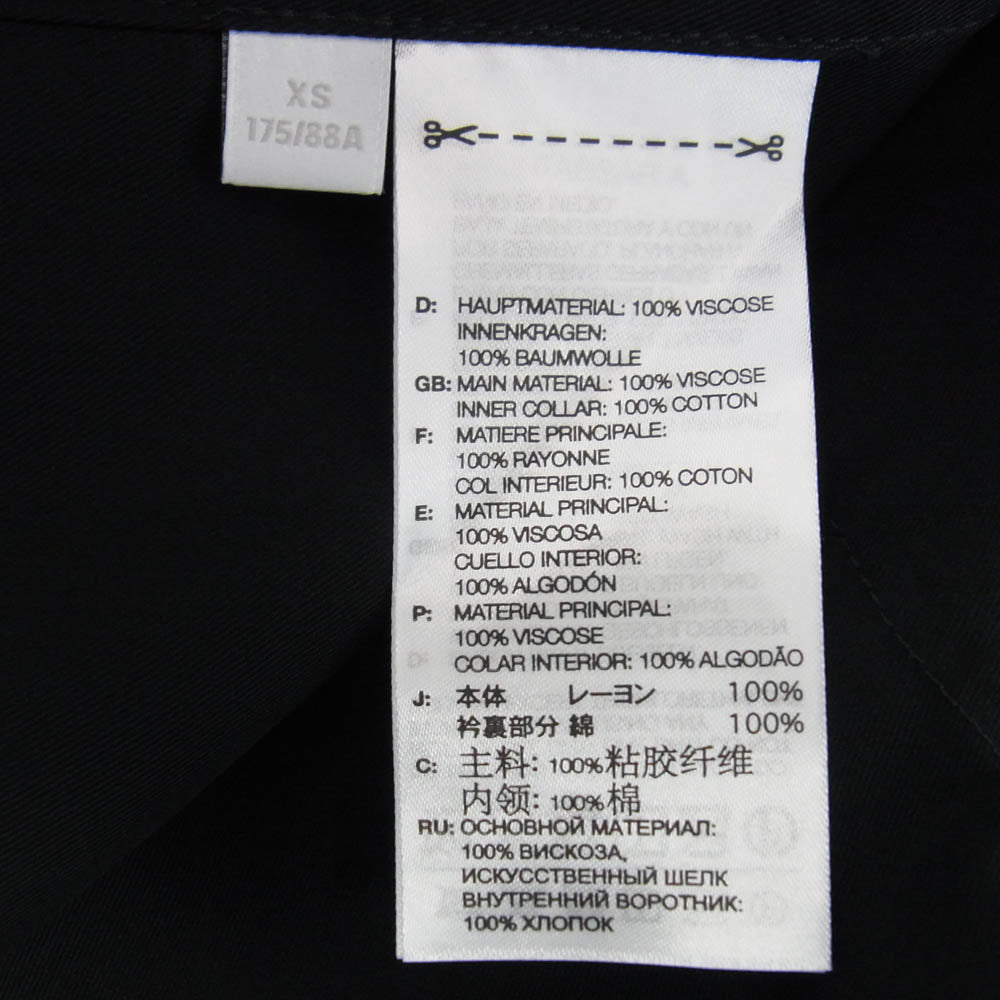 XS
175/88A
D: HAUPTMATERIAL: 100% VISCOSE
INNENKRAGEN:
100% BAUMWOLLE
GB: MAIN MATERIAL: 100% VISCOSE
INNER COLLAR: 100% COTTON
F: MATIERE PRINCIPALE:
100% RAYONNE
COL INTERIEUR: 100% COTON
E: MATERIAL PRINCIPAL:
100% VISCOSA
CUELLO INTERIOR:
100% ALGODÓN
P: MATERIAL PRINCIPAL:
100% VISCOSE
COLAR INTERIOR: 100% ALGODÃO
J: 本体 レーヨン 100%
衿裏部分 綿 100%
C: 主料: 100%粘胶纤维
内领: 100%棉
RU: ОСНОВНОЙ МАТЕРИАЛ:
100% ВИСКОЗА,
ИСКУССТВЕННЫЙ ШЕЛК
ВНУТРЕННИЙ ВОРОТНИК:
100% ХЛОПОК